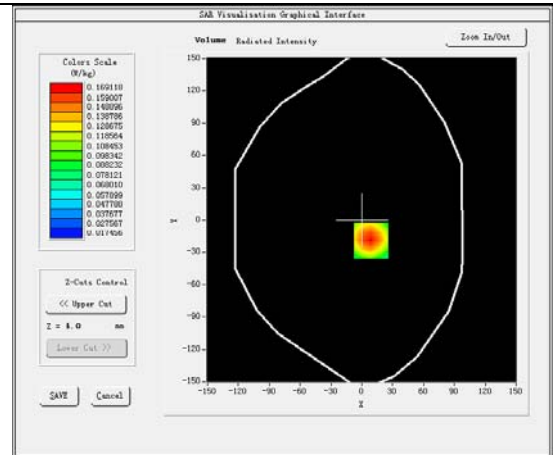 SAR Visualisation Graphical Interface
Volume Radiated Intensity
Zoom In/Out
Colors Scale
(W/kg)
0.169118
0.159007
0.148896
0.138786
0.128675
0.118564
0.108453
0.098342
0.088232
0.078121
0.068010
0.057899
0.047788
0.037677
0.027567
0.017456
150
120
90
60
30
0
-30
-60
-90
-120
-150
Y
-150 -120 -90 -60 -30 0 30 60 90 120 150
X
Z-Cuts Control
<< Upper Cut
Z = 4.0 mm
Lower Cut >>
SAVE
Cancel